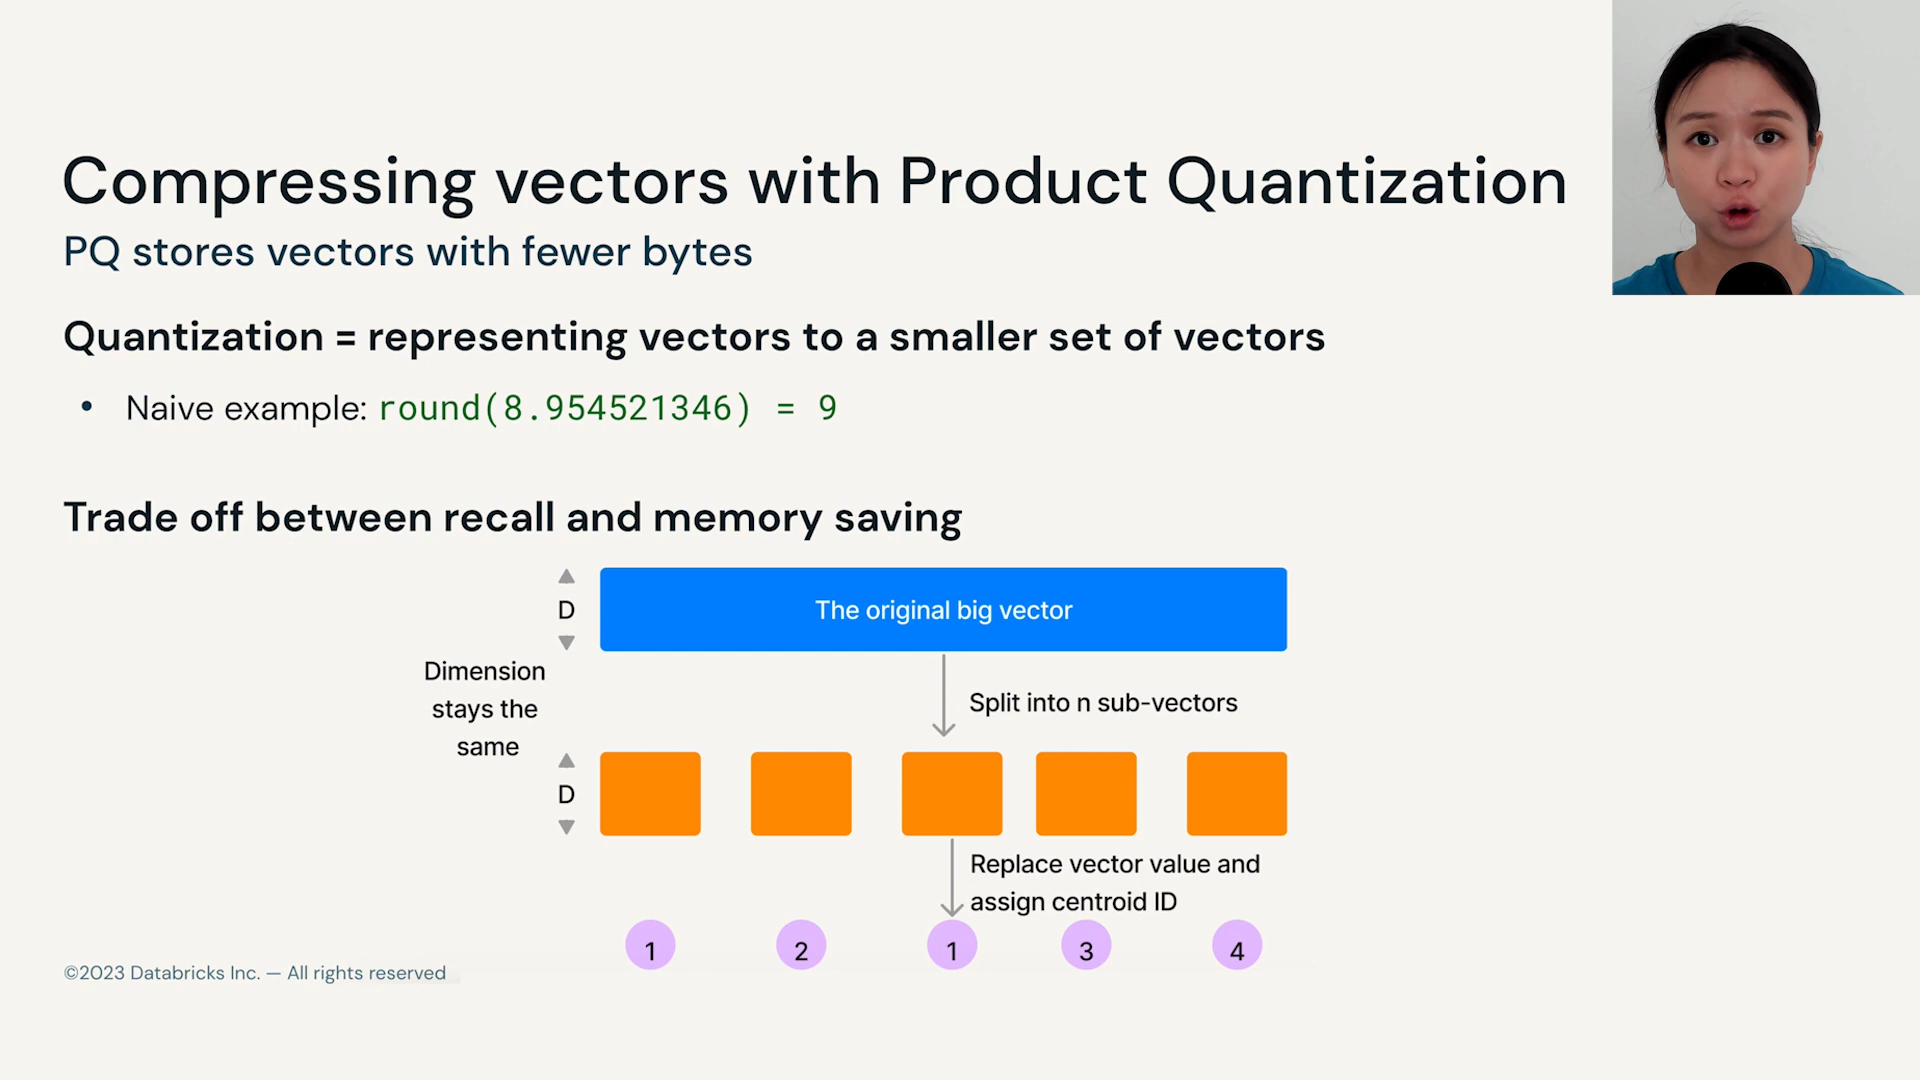 Compressing vectors with Product Quantization
PQ stores vectors with fewer bytes
Quantization = representing vectors to a smaller set of vectors
• Naive example: round(8.954521346) = 9
Trade off between recall and memory saving
D
The original big vector
Dimension
stays the
same
Split into n sub-vectors
D
Replace vector value and
assign centroid ID
1 2 1 3 4
©2023 Databricks Inc. — All rights reserved